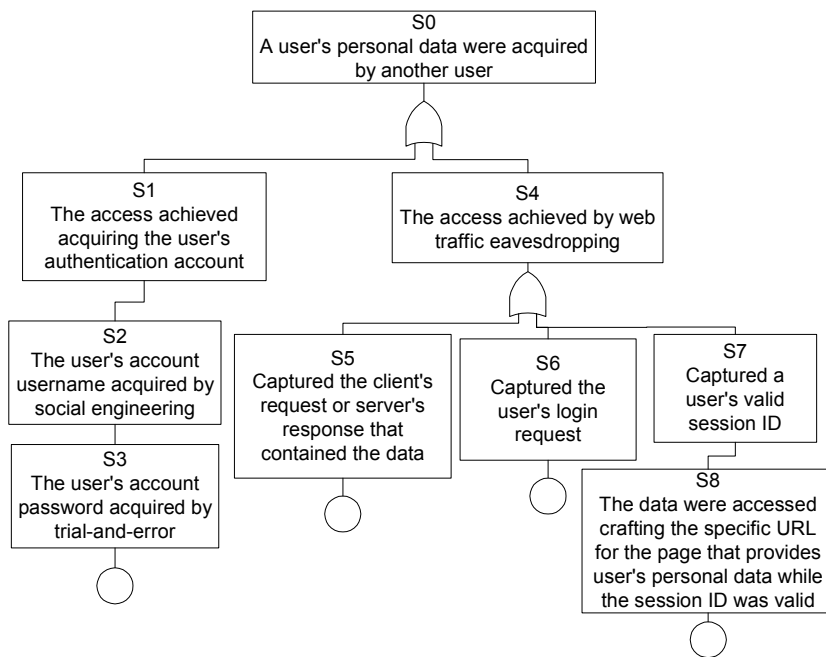 S0
A user's personal data were acquired
by another user
S1
The access achieved
acquiring the user's
authentication account
S4
The access achieved by web
traffic eavesdropping
S2
The user's account
username acquired by
social engineering
S5
Captured the client's
request or server's
response that
contained the data
S6
Captured the
user's login
request
S7
Captured a
user's valid
session ID
S3
The user's account
password acquired by
trial-and-error
S8
The data were accessed
crafting the specific URL
for the page that provides
user's personal data while
the session ID was valid